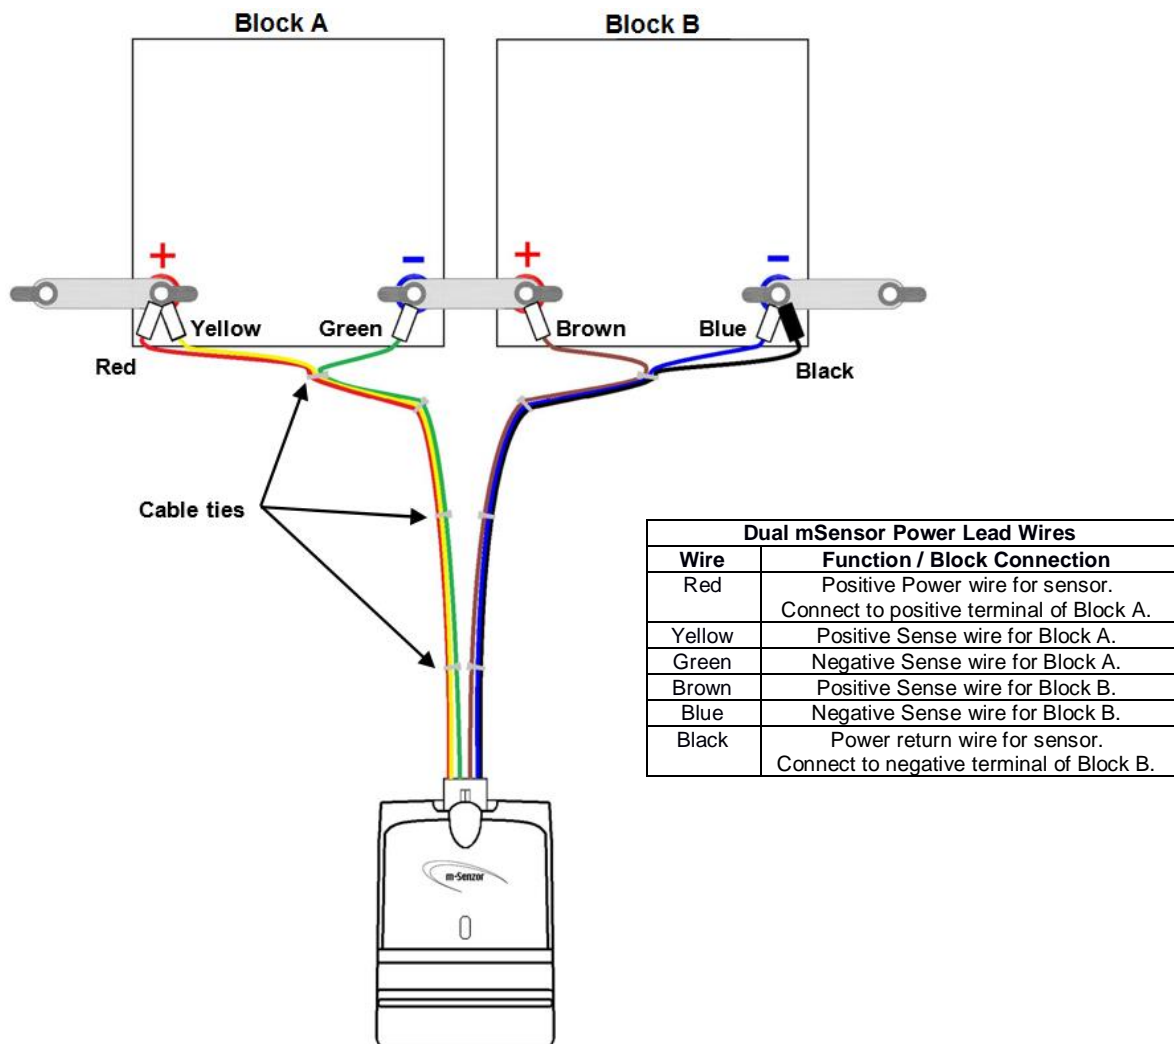 Block A
Block B
+
−
+
−
Yellow
Green
Brown
Blue
Red
Black
Cable ties
Dual mSensor Power Lead Wires
Wire Function / Block Connection
Red Positive Power wire for sensor.
Connect to positive terminal of Block A.
Yellow Positive Sense wire for Block A.
Green Negative Sense wire for Block A.
Brown Positive Sense wire for Block B.
Blue Negative Sense wire for Block B.
Black Power return wire for sensor.
Connect to negative terminal of Block B.
m-Senzor